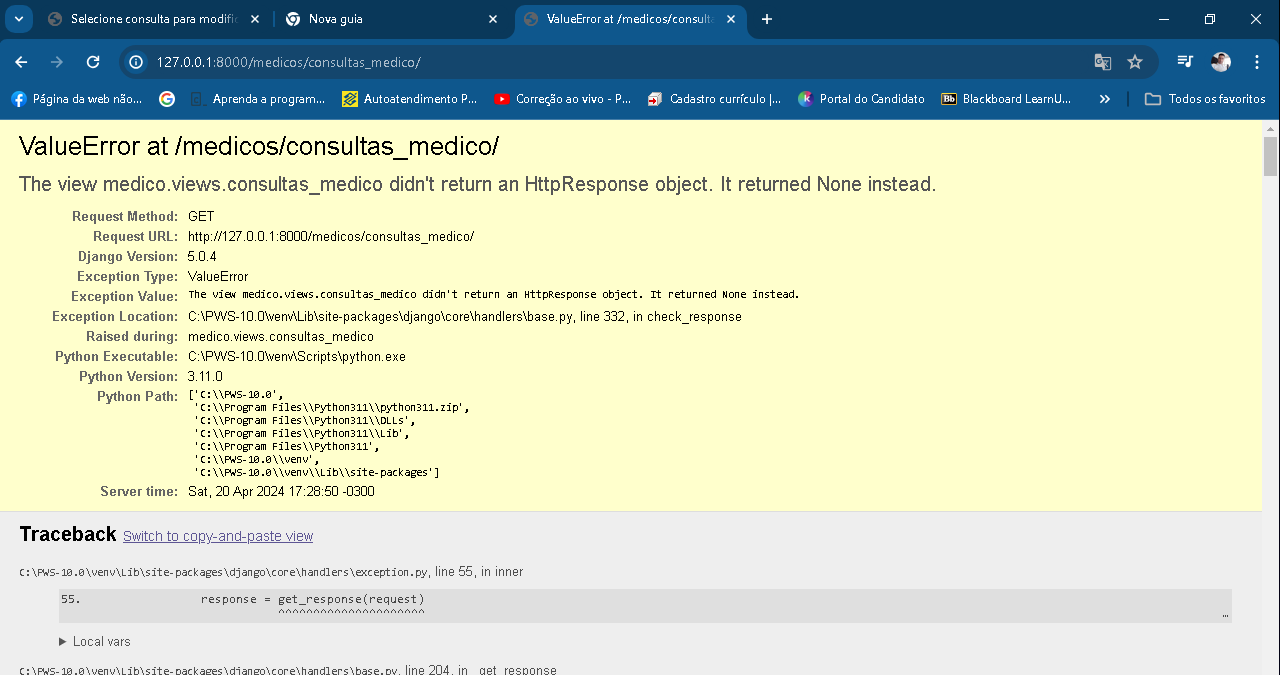 Selecione consulta para modifi
Nova guia
ValueError at /medicos/consulta
127.0.0.1:8000/medicos/consultas_medico/
Página da web não...
Aprenda a program...
Autoatendimento P...
Correção ao vivo - P...
Cadastro currículo |...
Portal do Candidato
Bb Blackboard LearnU...
Todos os favoritos
ValueError at /medicos/consultas_medico/
The view medico.views.consultas_medico didn't return an HttpResponse object. It returned None instead.
Request Method: GET
Request URL: http://127.0.0.1:8000/medicos/consultas_medico/
Django Version: 5.0.4
Exception Type: ValueError
Exception Value: The view medico.views.consultas_medico didn't return an HttpResponse object. It returned None instead.
Exception Location: C:\PWS-10.0\venv\Lib\site-packages\django\core\handlers\base.py, line 332, in check_response
Raised during: medico.views.consultas_medico
Python Executable: C:\PWS-10.0\venv\Scripts\python.exe
Python Version: 3.11.0
Python Path: ['C:\\PWS-10.0',
'C:\\Program Files\\Python311\\python311.zip',
'C:\\Program Files\\Python311\\DLLs',
'C:\\Program Files\\Python311\\Lib',
'C:\\Program Files\\Python311',
'C:\\PWS-10.0\\venv',
'C:\\PWS-10.0\\venv\\Lib\\site-packages']
Server time: Sat, 20 Apr 2024 17:28:50 -0300
Traceback Switch to copy-and-paste view
C:\PWS-10.0\venv\Lib\site-packages\django\core\handlers\exception.py, line 55, in inner
55. response = get_response(request)
^^^^^^^^^^^^^^^^^^^^^
…
Local vars
C:\PWS-10.0\venv\Lib\site-packages\django\core\handlers\base.py, line 204, in _get_response